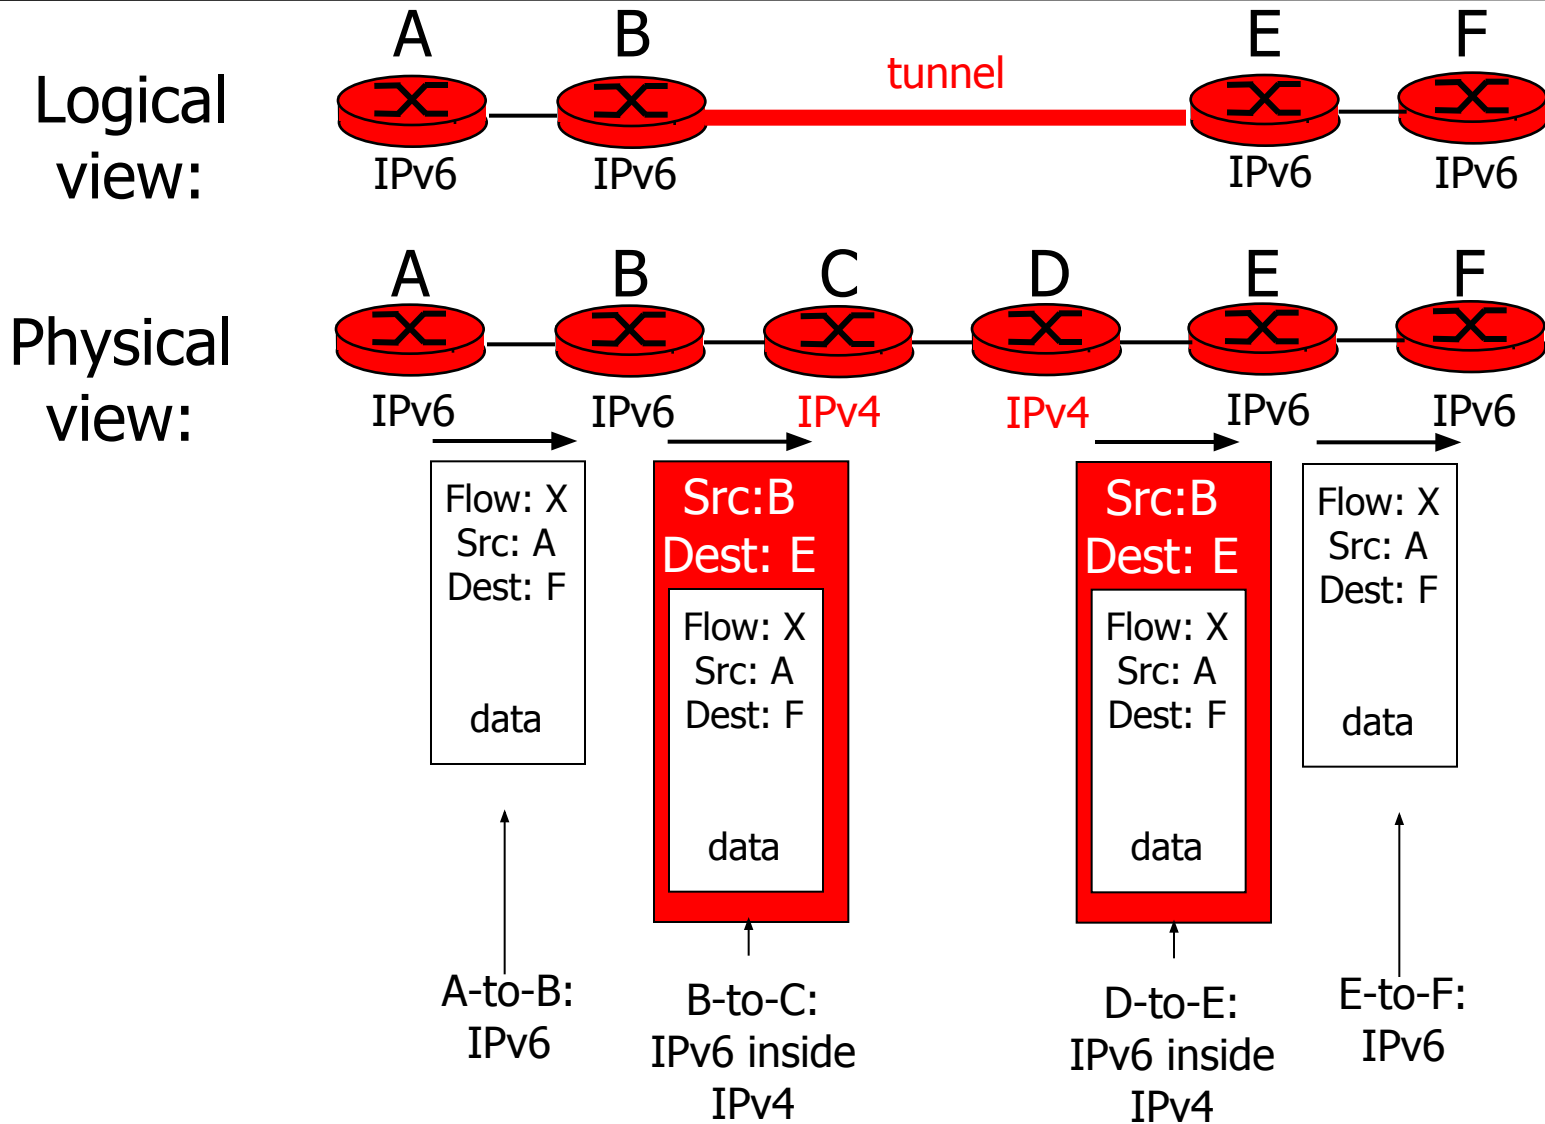 A B E F
tunnel
Logical
view:
IPv6 IPv6 IPv6 IPv6
A B C D E F
Physical
view:
IPv6 IPv6 IPv4 IPv4 IPv6 IPv6
Flow: X
Src: A
Dest: F
data
Src:B
Dest: E
Flow: X
Src: A
Dest: F
data
Src:B
Dest: E
Flow: X
Src: A
Dest: F
data
Flow: X
Src: A
Dest: F
data
A-to-B:
IPv6
B-to-C:
IPv6 inside
IPv4
D-to-E:
IPv6 inside
IPv4
E-to-F:
IPv6